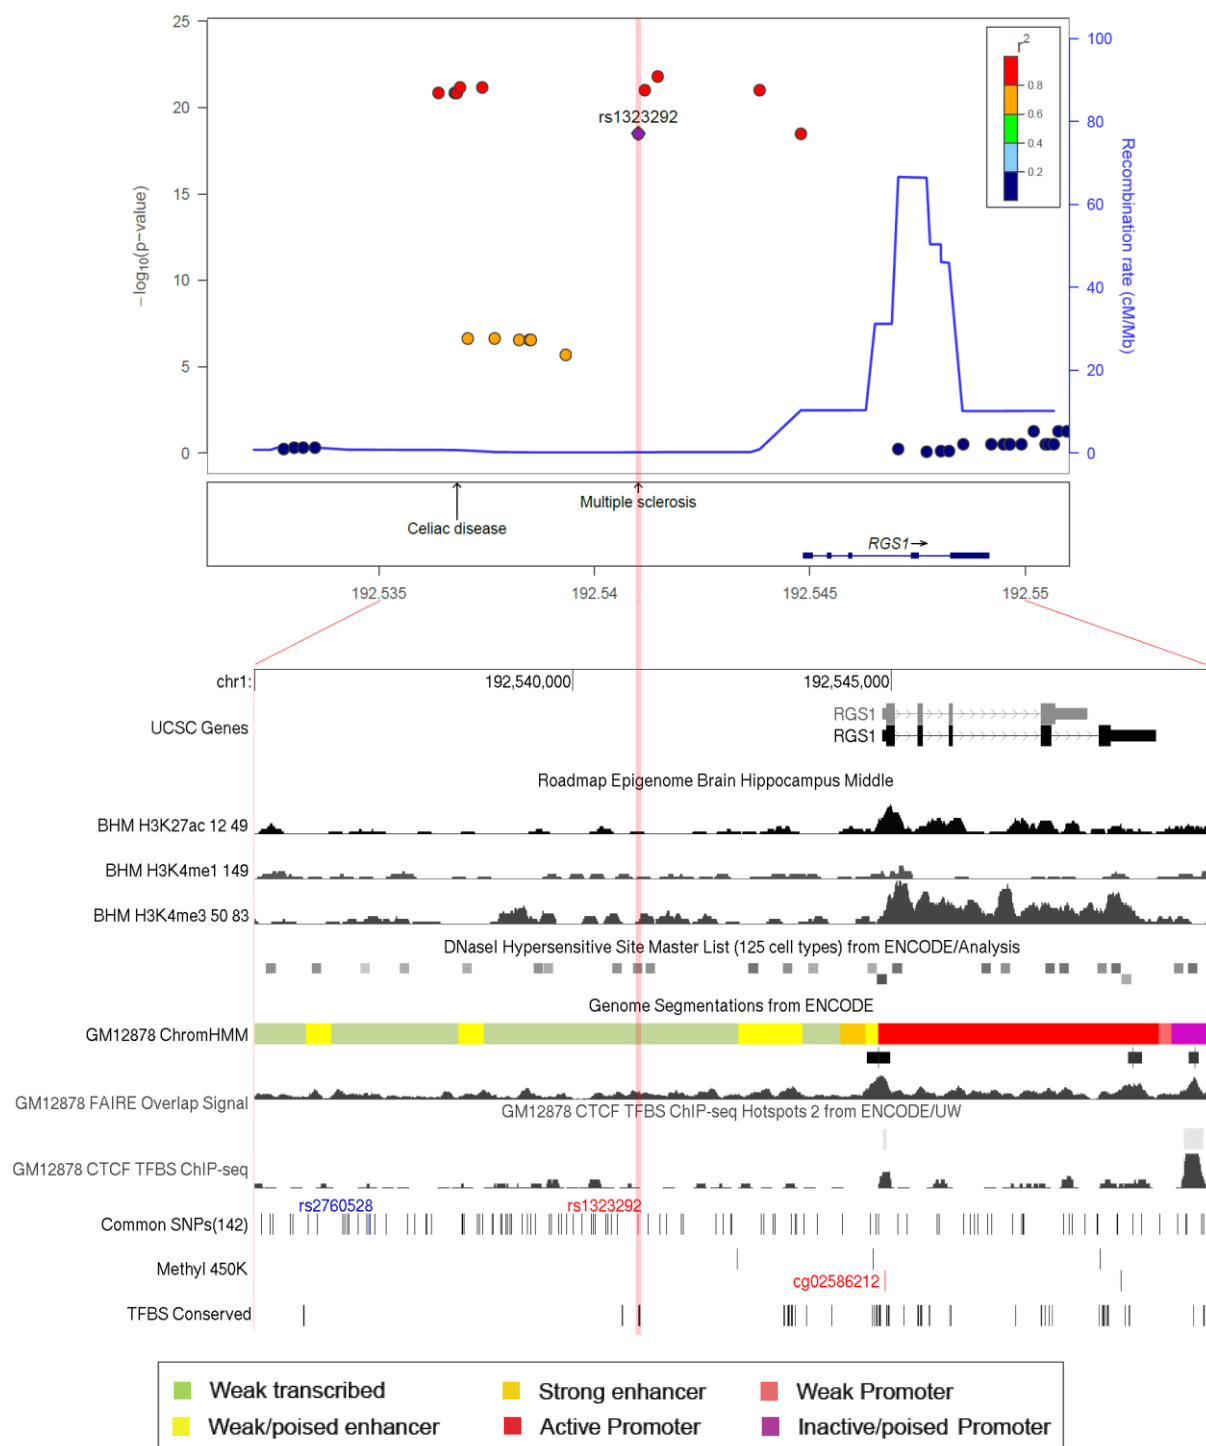 25
20
15
10
5
0
−log10(p−value)
100
80
60
40
20
0
Recombination rate (cM/Mb)
r2
0.8
0.6
0.4
0.2
rs1323292
Celiac disease
Multiple sclerosis
RGS1→
192.535
192.54
192.545
192.55
chr1:
192,540,000
192,545,000
UCSC Genes
RGS1
RGS1
Roadmap Epigenome Brain Hippocampus Middle
BHM H3K27ac 12 49
BHM H3K4me1 149
BHM H3K4me3 50 83
DNaseI Hypersensitive Site Master List (125 cell types) from ENCODE/Analysis
Genome Segmentations from ENCODE
GM12878 ChromHMM
GM12878 FAIRE Overlap Signal
GM12878 CTCF TFBS ChIP-seq Hotspots 2 from ENCODE/UW
GM12878 CTCF TFBS ChIP-seq
rs2760528
rs1323292
Common SNPs(142)
Methyl 450K
cg02586212
TFBS Conserved
Weak transcribed
Strong enhancer
Weak Promoter
Weak/poised enhancer
Active Promoter
Inactive/poised Promoter